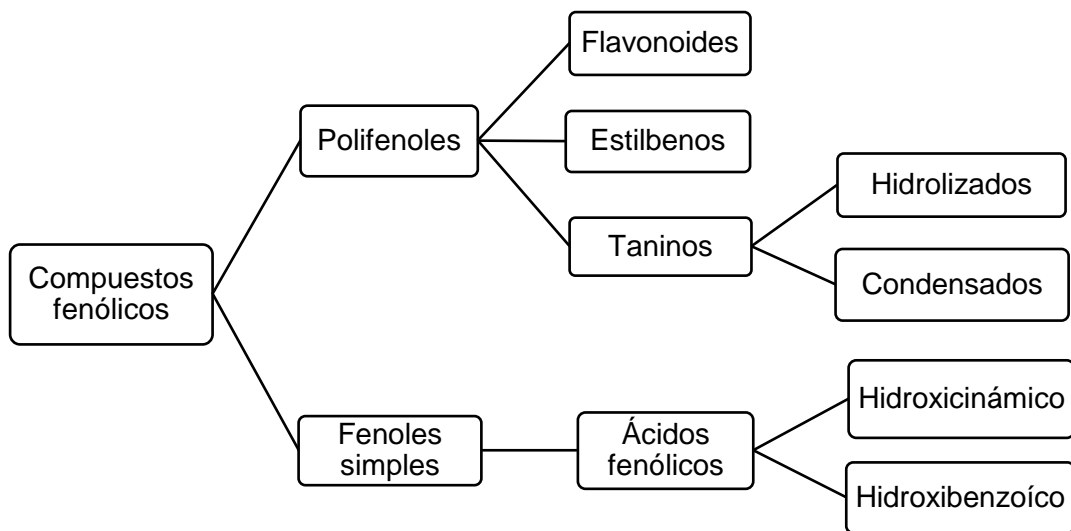 Flavonoides
Polifenoles
Estilbenos
Hidrolizados
Taninos
Compuestos
fenólicos
Condensados
Hidroxicinámico
Fenoles
simples
Ácidos
fenólicos
Hidroxibenzoíco